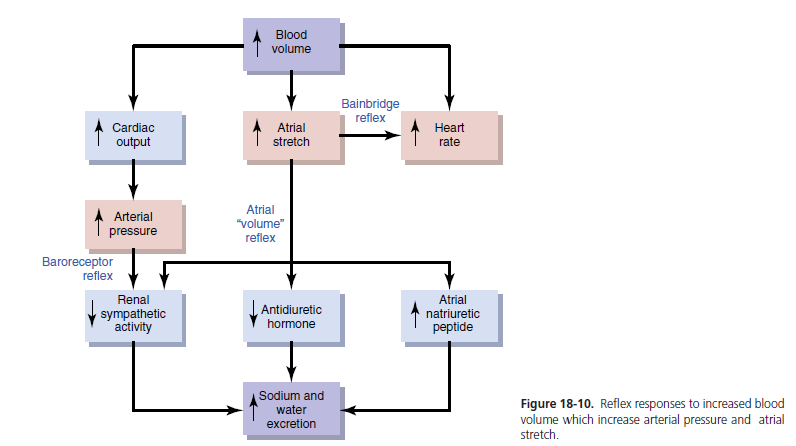 Blood
volume
Bainbridge
reflex
Cardiac
output
Atrial
stretch
Heart
rate
Arterial
pressure
Atrial
"volume"
reflex
Baroreceptor
reflex
Renal
sympathetic
activity
Antidiuretic
hormone
Atrial
natriuretic
peptide
Sodium and
water
excretion
Figure 18-10. Reflex responses to increased blood
volume which increase arterial pressure and atrial
stretch.